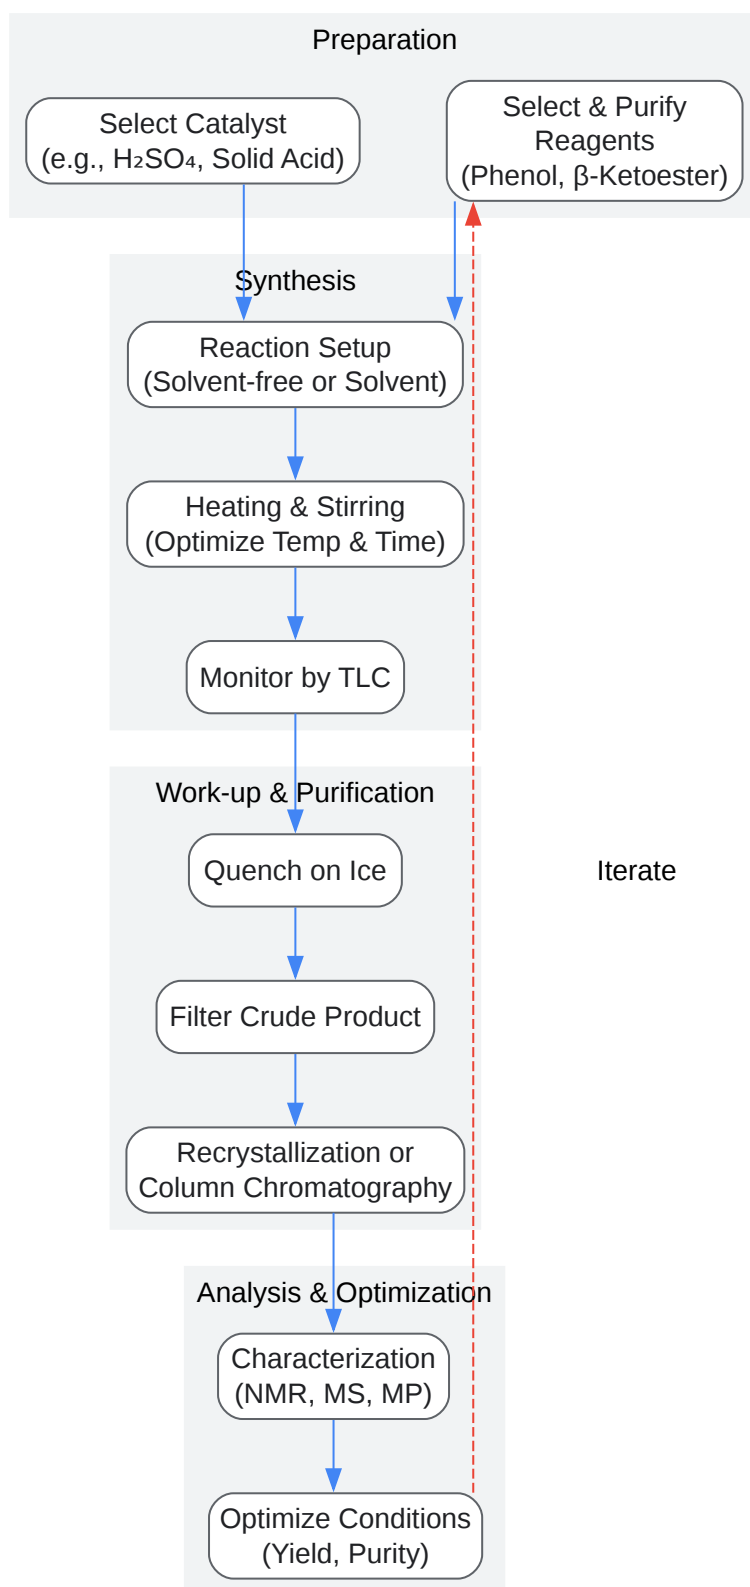 Preparation
Select Catalyst
(e.g., H₂SO₄, Solid Acid)
Select & Purify
Reagents
(Phenol, β-Ketoester)
Synthesis
Reaction Setup
(Solvent-free or Solvent)
Heating & Stirring
(Optimize Temp & Time)
Monitor by TLC
Work-up & Purification
Quench on Ice
Iterate
Filter Crude Product
Recrystallization or
Column Chromatography
Analysis & Optimization
Characterization
(NMR, MS, MP)
Optimize Conditions
(Yield, Purity)